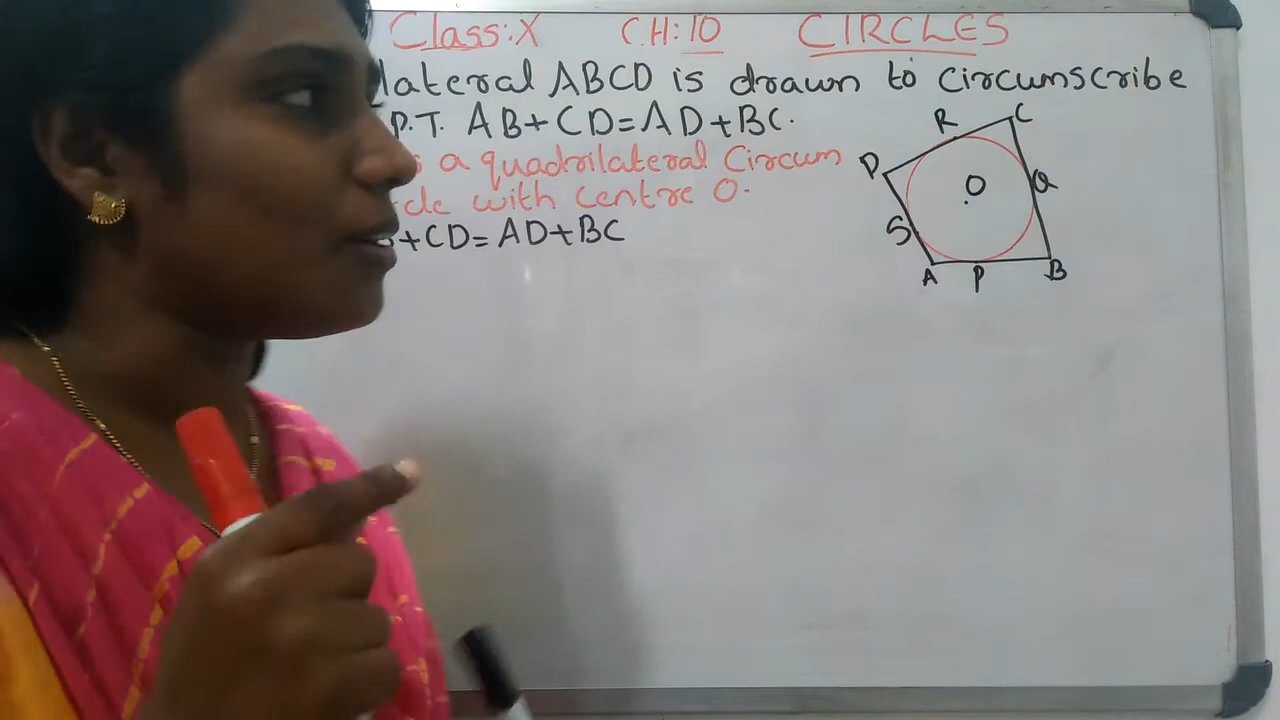 Class:X CH:10 CIRCLES
lateral ABCD is drawn to circumscribe
P.T. AB+CD=AD+BC.
a quadrilateral Circum
with centre O.
+CD=AD+BC
R C
D O Q
S
A P B